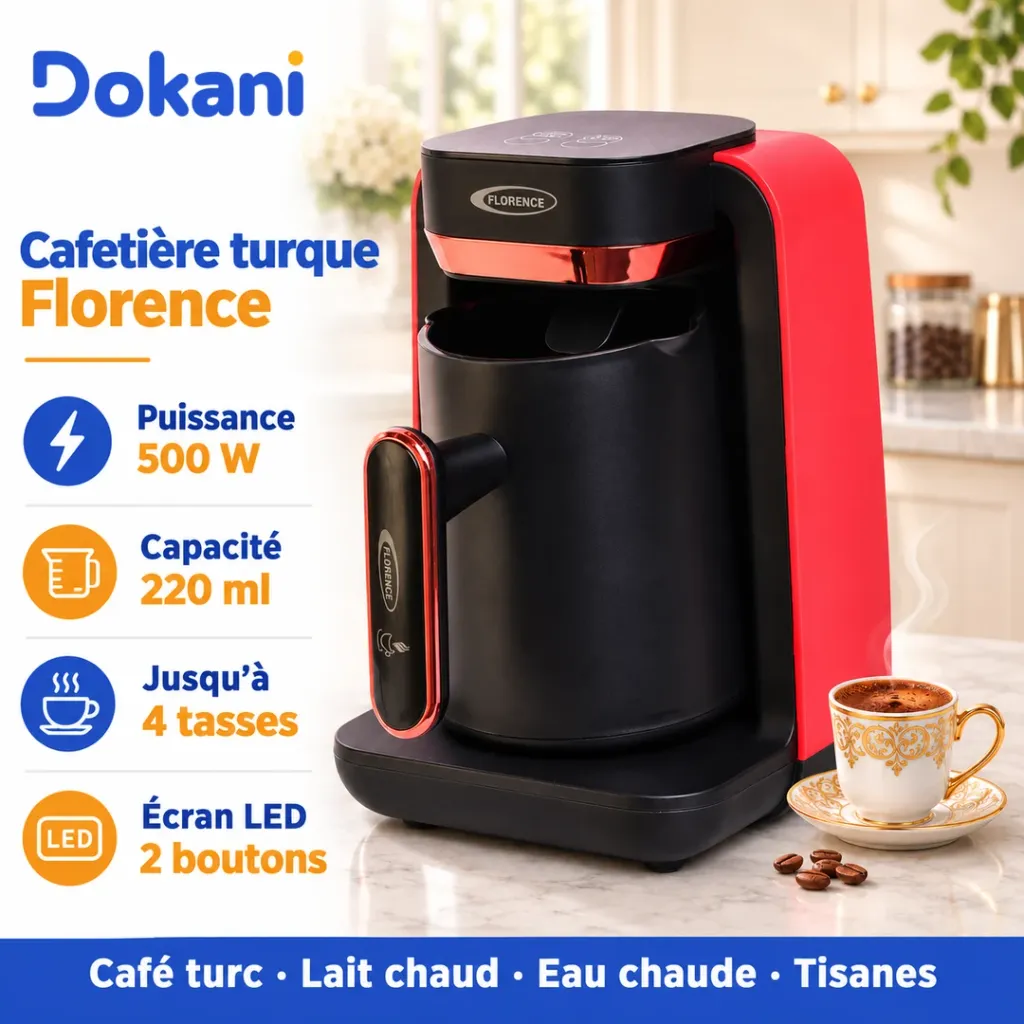 Dokani
FLORENCE
Cafetière turque
Florence
Puissance
500 W
Capacité
220 ml
FLORENCE
Jusqu'à
4 tasses
LED
Écran LED
2 boutons
Café turc · Lait chaud · Eau chaude · Tisanes